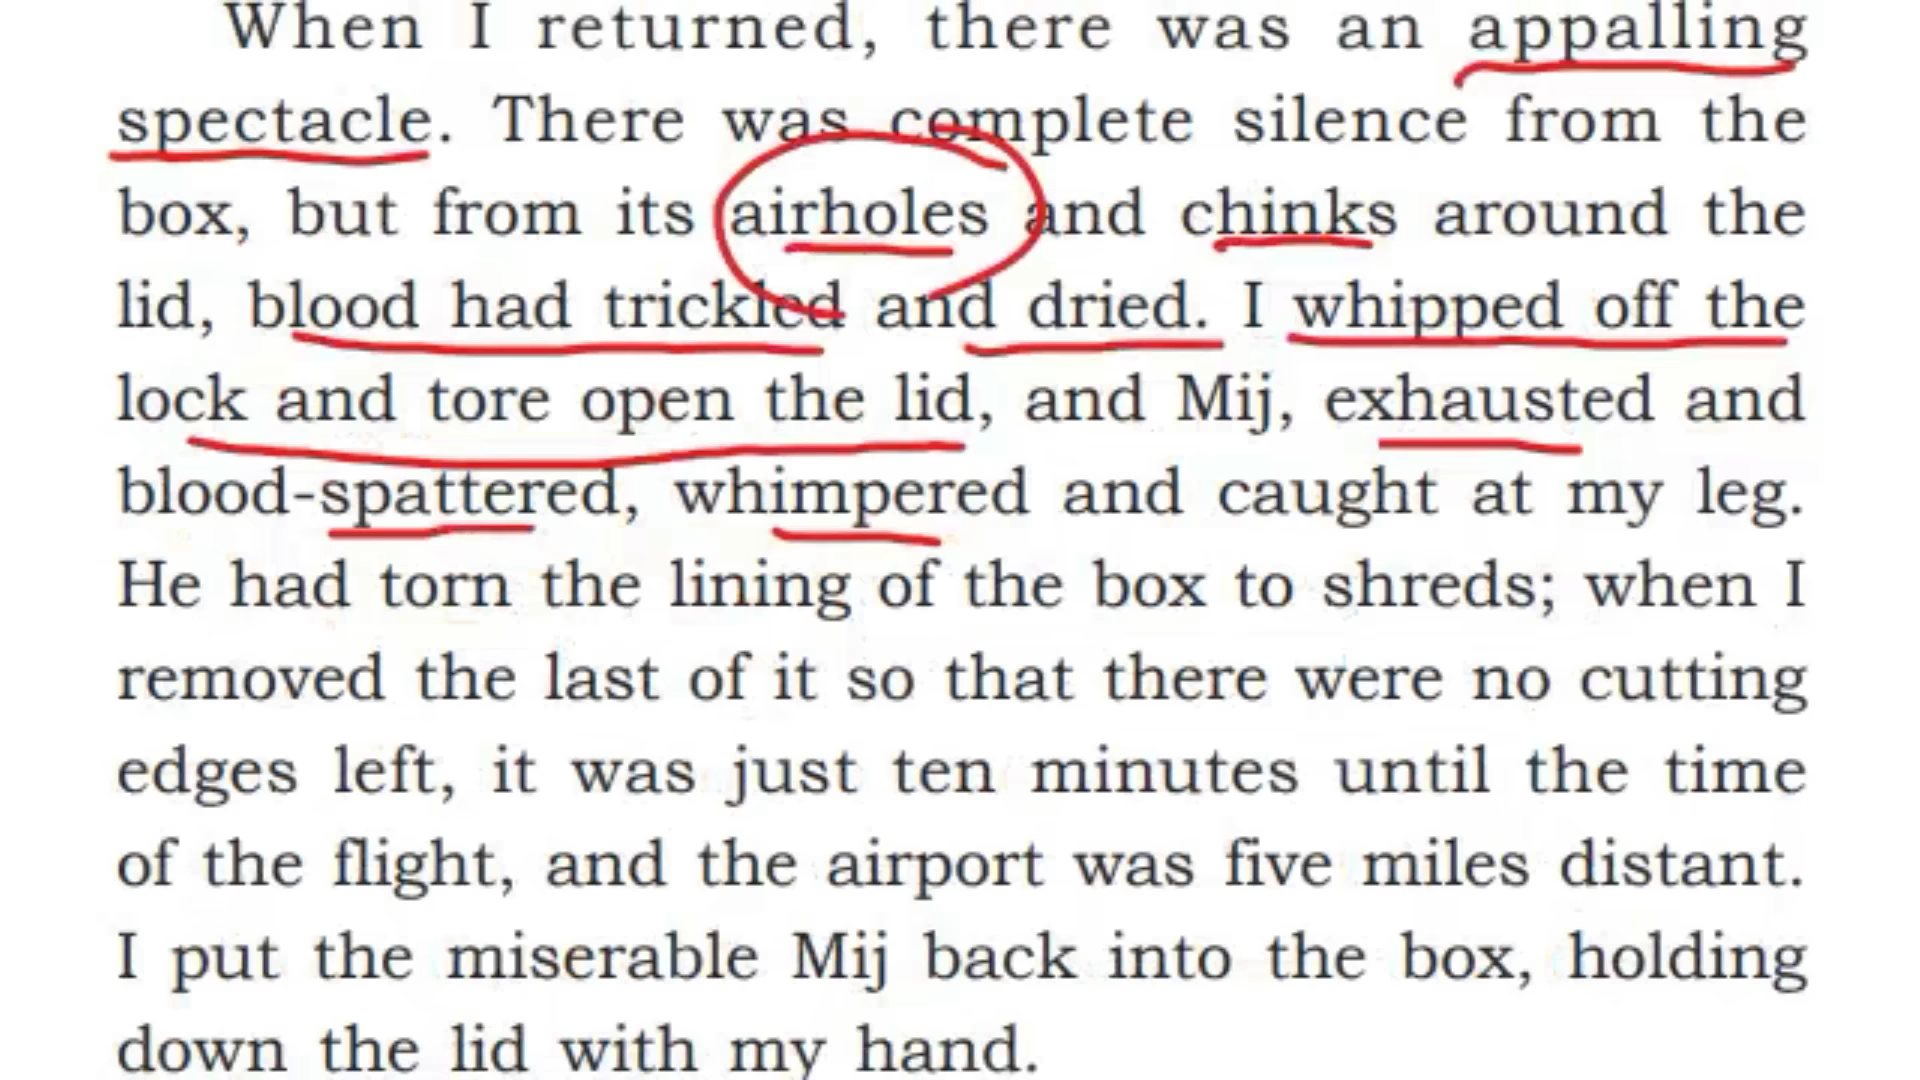 When I returned, there was an appalling
spectacle. There was complete silence from the
box, but from its airholes and chinks around the
lid, blood had trickled and dried. I whipped off the
lock and tore open the lid, and Mij, exhausted and
blood-spattered, whimpered and caught at my leg.
He had torn the lining of the box to shreds; when I
removed the last of it so that there were no cutting
edges left, it was just ten minutes until the time
of the flight, and the airport was five miles distant.
I put the miserable Mij back into the box, holding
down the lid with my hand.